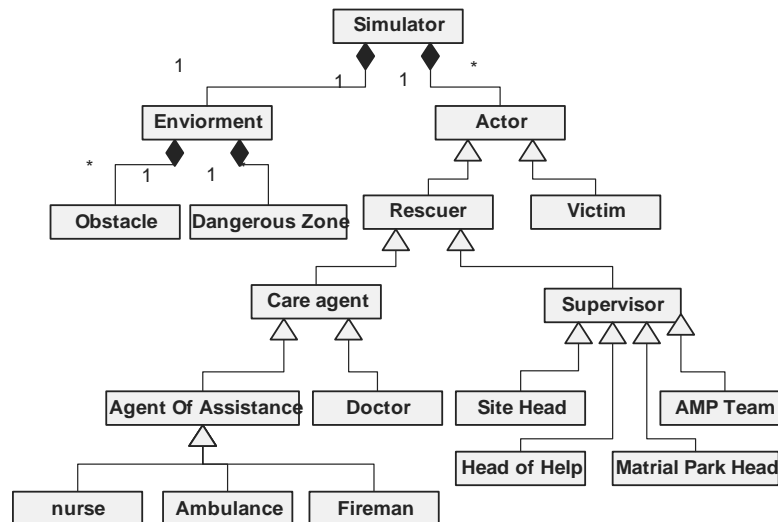 Simulator
1
1
1
*
Enviorment
Actor
*
1
1
*
Obstacle
Dangerous Zone
Rescuer
Victim
Care agent
Supervisor
Agent Of Assistance
Doctor
Site Head
AMP Team
Head of Help
Matrial Park Head
nurse
Ambulance
Fireman